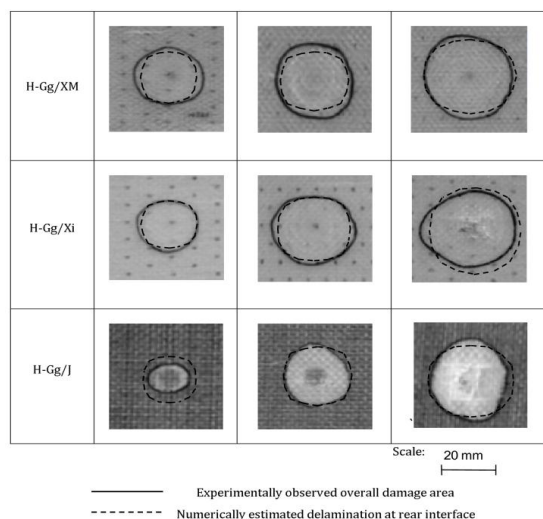 H-Gg/XM
H-Gg/Xi
H-Gg/J
Scale: 20 mm
Experimentally observed overall damage area
Numerically estimated delamination at rear interface